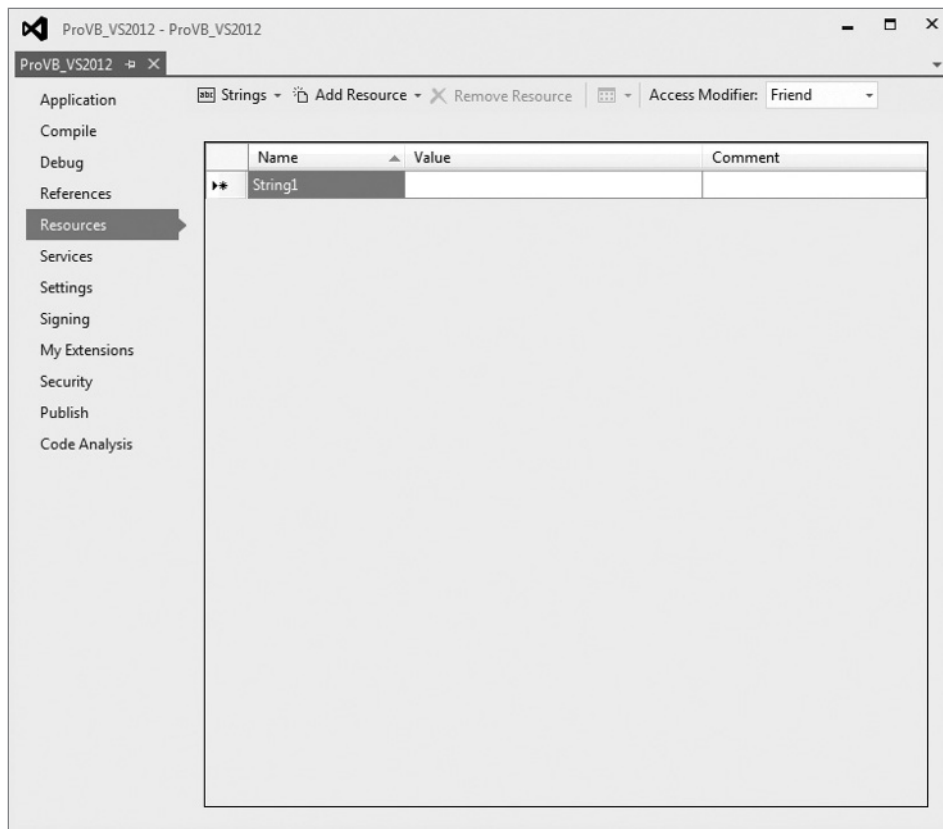 ProVB_VS2012 - ProVB_VS2012
ProVB_VS2012
Strings Add Resource Remove Resource Access Modifier: Friend
Application
Compile
Debug
References
Resources
Services
Settings
Signing
My Extensions
Security
Publish
Code Analysis
Name Value Comment
String1